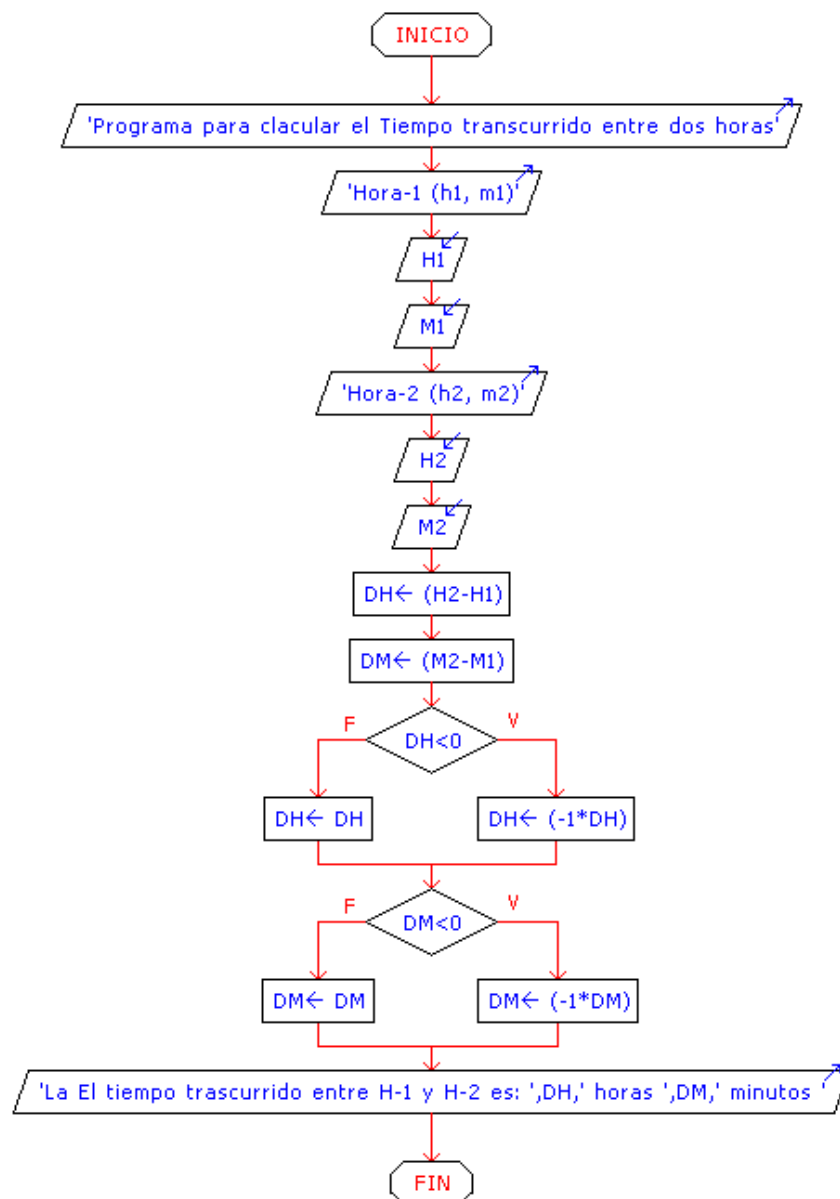 INICIO
'Programa para clacular el Tiempo transcurrido entre dos horas'
'Hora-1 (h1, m1)'
H1
M1
'Hora-2 (h2, m2)'
H2
M2
DH← (H2-H1)
DM← (M2-M1)
F
DH<0
V
DH← DH
DH← (-1*DH)
F
DM<0
V
DM← DM
DM← (-1*DM)
'La El tiempo trascurrido entre H-1 y H-2 es: ',DH,' horas ',DM,' minutos '
FIN